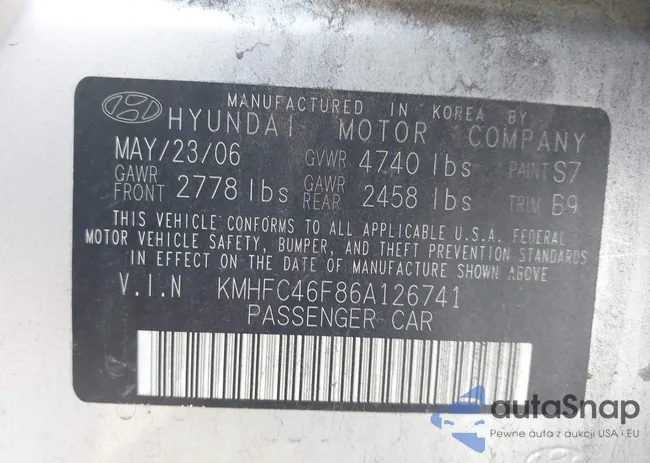 MANUFACTURED IN KOREA BY
HYUNDAI MOTOR COMPANY
MAY/23/06 GVWR 4740 lbs PAINT S7
GAWR FRONT 2778 lbs GAWR REAR 2458 lbs TRIM B9
THIS VEHICLE CONFORMS TO ALL APPLICABLE U.S.A. FEDERAL
MOTOR VEHICLE SAFETY, BUMPER, AND THEFT PREVENTION STANDARDS
IN EFFECT ON THE DATE OF MANUFACTURE SHOWN ABOVE
V.I.N KMHFC46F86A126741
PASSENGER CAR
autaSnap
Pewne auta z aukcji USA i EU